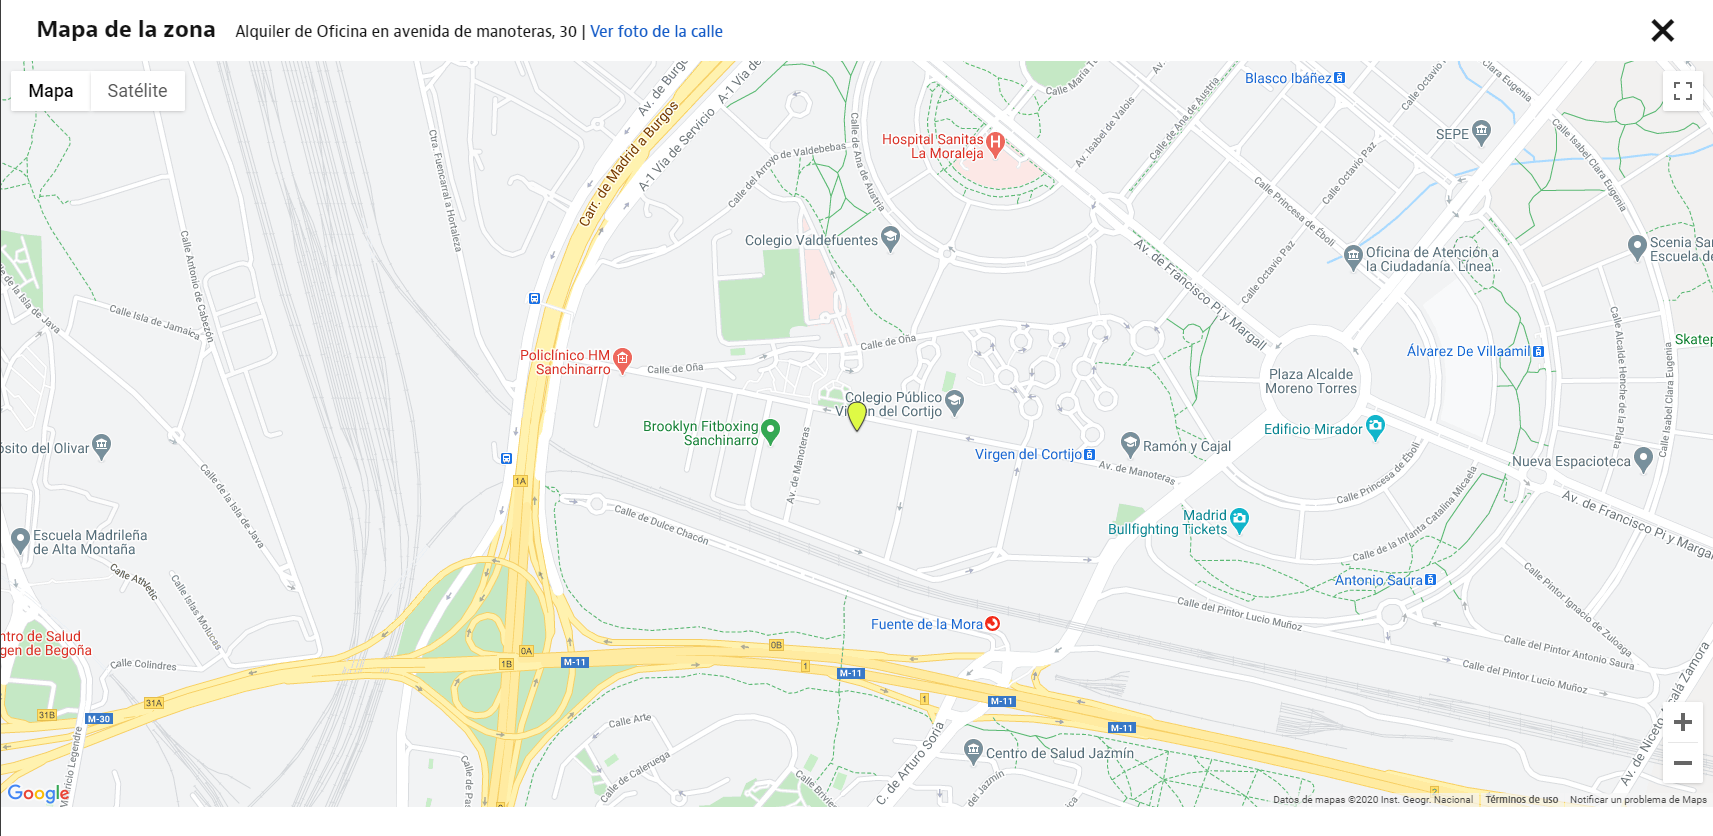 Mapa de la zona
Alquiler de Oficina en avenida de manoteras, 30 | Ver foto de la calle
Mapa
Satélite
Av. de Burgos
A-1 Vía de Servicio
Carr. de Madrid a Burgos
A-1 Vía de Servicio
Ctra. Fuencarral a Hortaleza
Calle Antonio de Cabezón
Calle Isla de Jamaica
de la Isla de Java
Calle de la Isla de Java
Calle del Arroyo de Valdebebas
Calle de Ana de Austria
Hospital Sanitas
La Moraleja
Calle María T
Av. Isabel de Valois
Calle de Ana de Austria
Blasco Ibáñez
Calle Octavio Paz
Clara Eugenia
SEPE
Calle Isabel Clara Eugenia
Calle Octavio Paz
Calle Princesa de Éboli
Colegio Valdefuentes
Av. de Francisco Pi y Margall
Calle Octavio Paz
Oficina de Atención a
la Ciudadanía. Línea...
Scenia Sa
Escuela de
Policlínico HM
Sanchinarro
Calle de Oña
Calle de Oña
Álvarez De Villaamil
Skatep
Calle Alcalde Henche de la Plata
Calle Isabel Clara Eugenia
Plaza Alcalde
Moreno Torres
Colegio Público
Virgen del Cortijo
Brooklyn Fitboxing
Sanchinarro
Av. de Manoteras
Edificio Mirador
Ramón y Cajal
Virgen del Cortijo
Av. de Manoteras
Nueva Espacioteca
ósito del Olivar
1A
Calle Princesa de Éboli
Av. de Francisco Pi y Margal
Calle de Dulce Chacón
Madrid
Bullfighting Tickets
Calle de la Infanta Catalina Micaela
Escuela Madrileña
de Alta Montaña
Calle Athletic
Calle Islas Molucas
Antonio Saura
Calle Pintor Ignacio de Zuloaga
Calle del Pintor Lucio Muñoz
Fuente de la Mora
ntro de Salud
gen de Begoña
Calle Colindres
0A
1B
M-11
0B
1
M-11
Calle del Pintor Antonio Saura
Calle del Pintor Lucio Muñoz
31A
31B
M-30
1
M-11
M-11
Calle Arte
Calle de Caleruega
C. de Arturo Soria
Centro de Salud Jazmín
Av. de Niceto Alcalá Zamora
Mauricio Legendre
Calle de Pas
Calle Brivies
del Jazmín
2
Google
Datos de mapas ©2020 Inst. Geogr. Nacional
Términos de uso
Notificar un problema de Maps